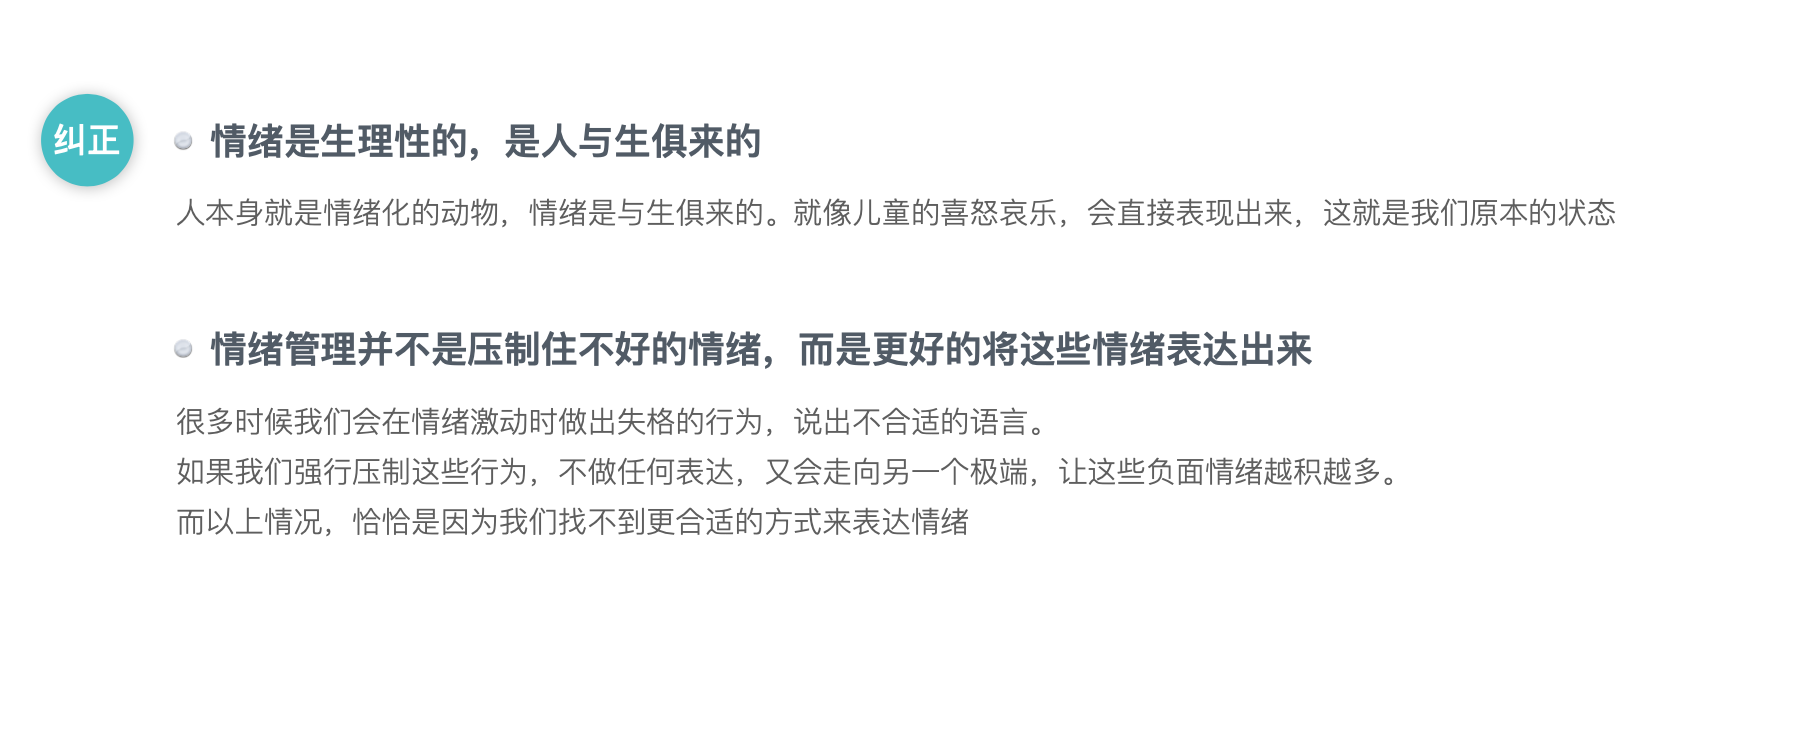 纠正
情绪是生理性的，是人与生俱来的
人本身就是情绪化的动物，情绪是与生俱来的。就像儿童的喜怒哀乐，会直接表现出来，这就是我们原本的状态
情绪管理并不是压制住不好的情绪，而是更好的将这些情绪表达出来
很多时候我们会在情绪激动时做出失格的行为，说出不合适的语言。
如果我们强行压制这些行为，不做任何表达，又会走向另一个极端，让这些负面情绪越积越多。
而以上情况，恰恰是因为我们找不到更合适的方式来表达情绪